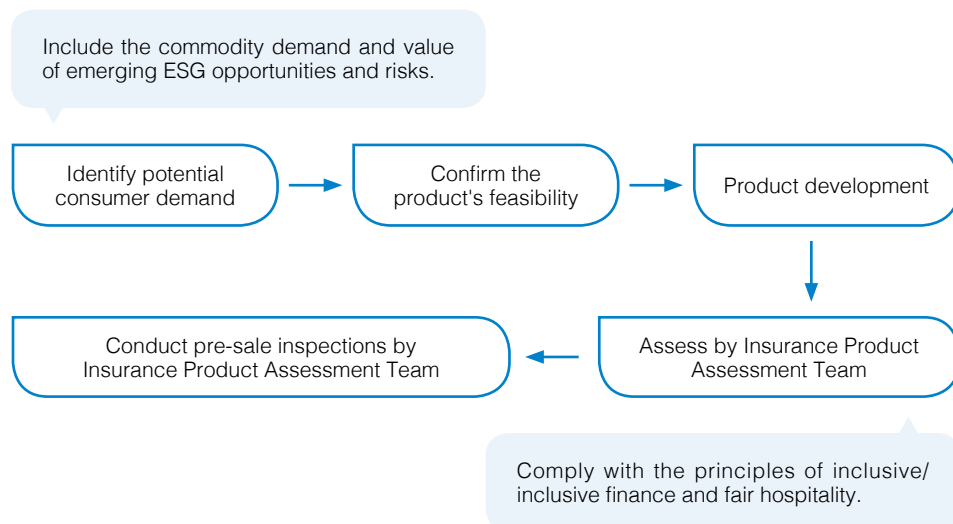 Include the commodity demand and value
of emerging ESG opportunities and risks.
Identify potential
consumer demand
Confirm the
product's feasibility
Product development
Assess by Insurance Product
Assessment Team
Conduct pre-sale inspections by
Insurance Product Assessment Team
Comply with the principles of inclusive/
inclusive finance and fair hospitality.